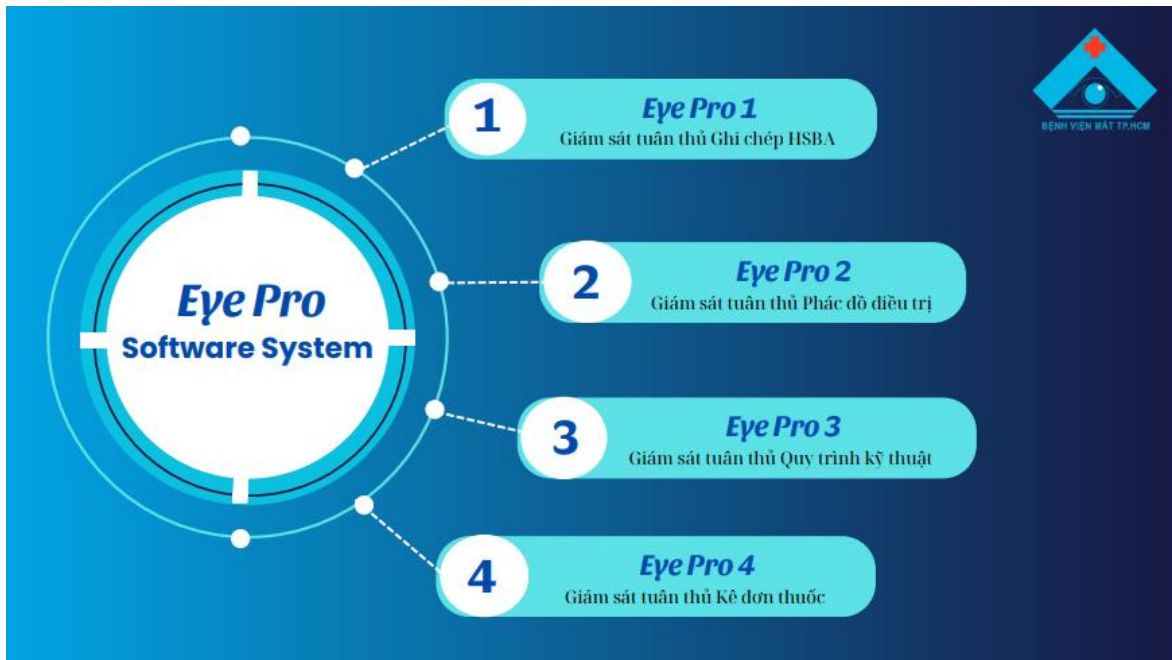 BỆNH VIỆN MẮT TP.HCM
Eye Pro
Software System
1
Eye Pro 1
Giám sát tuân thủ Ghi chép HSBA
2
Eye Pro 2
Giám sát tuân thủ Phác đồ điều trị
3
Eye Pro 3
Giám sát tuân thủ Quy trình kỹ thuật
4
Eye Pro 4
Giám sát tuân thủ Kê đơn thuốc